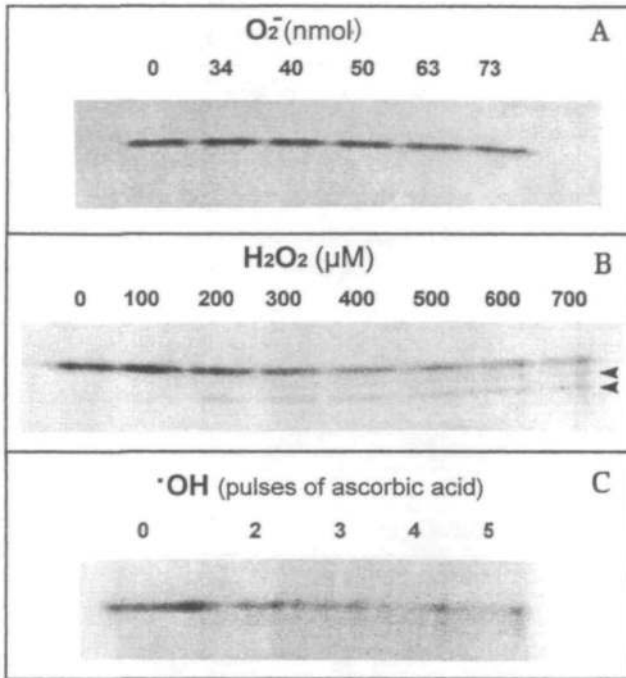 O₂⁻ (nmol) A
0 34 40 50 63 73
H₂O₂ (µM) B
0 100 200 300 400 500 600 700
·OH (pulses of ascorbic acid) C
0 2 3 4 5